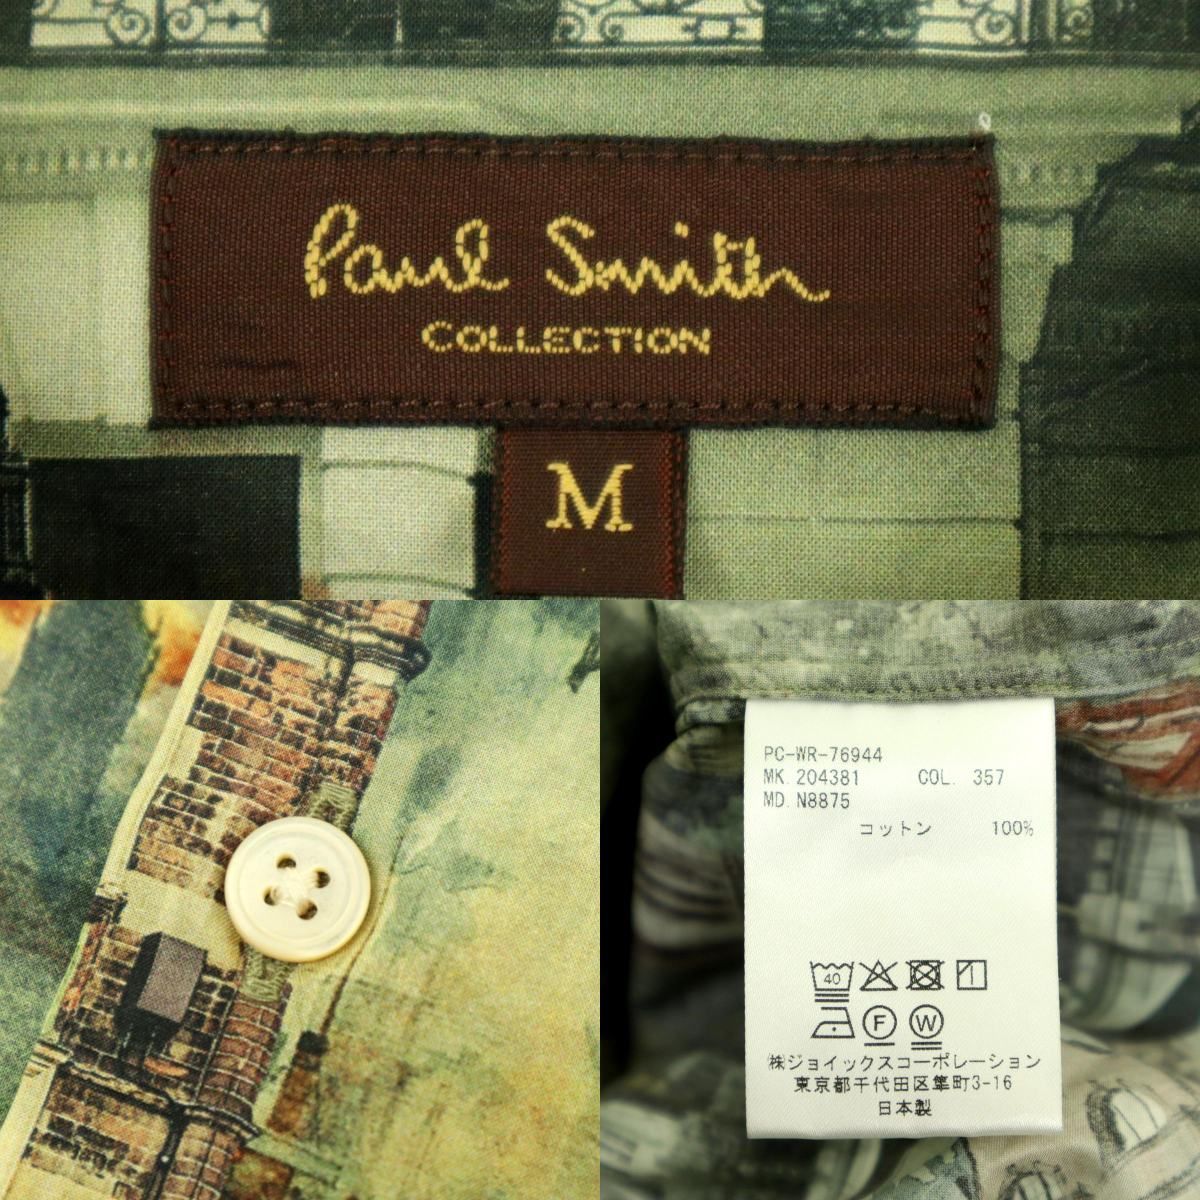 Paul Smith
COLLECTION
M
PC-WR-76944
MK. 204381 COL. 357
MD. N8875
コットン 100%
40
F W
㈱ジョイックスコーポレーション
東京都千代田区隼町3-16
日本製